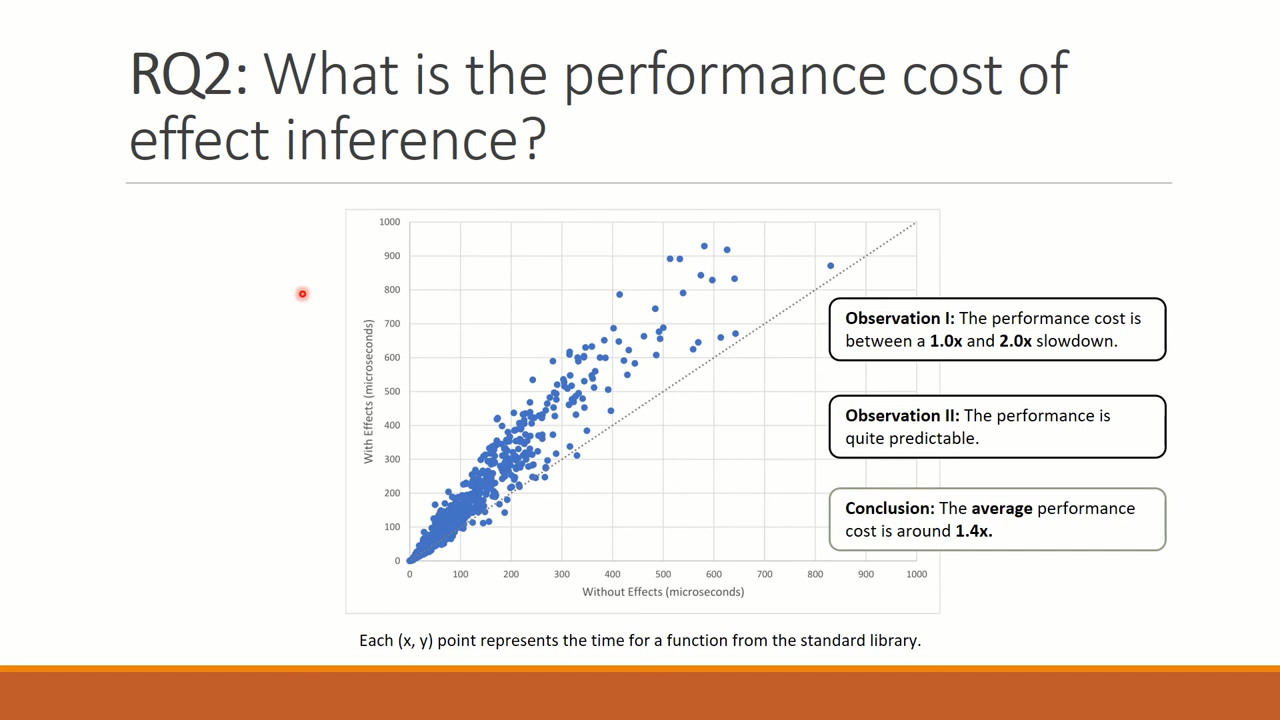 RQ2: What is the performance cost of
effect inference?
1000
900
800
700
600
500
400
300
200
100
0
With Effects (microseconds)
0 100 200 300 400 500 600 700 800 900 1000
Without Effects (microseconds)
Observation I: The performance cost is
between a 1.0x and 2.0x slowdown.
Observation II: The performance is
quite predictable.
Conclusion: The average performance
cost is around 1.4x.
Each (x, y) point represents the time for a function from the standard library.